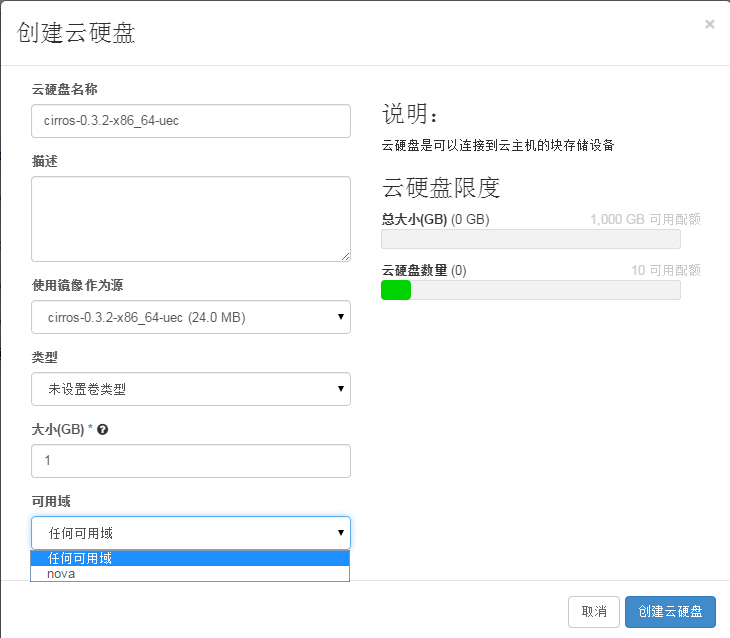 创建云硬盘
×
云硬盘名称
cirros-0.3.2-x86_64-uec
描述
使用镜像作为源
cirros-0.3.2-x86_64-uec (24.0 MB)
类型
未设置卷类型
大小(GB) *
1
可用域
任何可用域
任何可用域
nova
说明:
云硬盘是可以连接到云主机的块存储设备
云硬盘限度
总大小(GB) (0 GB) 1,000 GB 可用配额
云硬盘数量 (0) 10 可用配额
取消 创建云硬盘